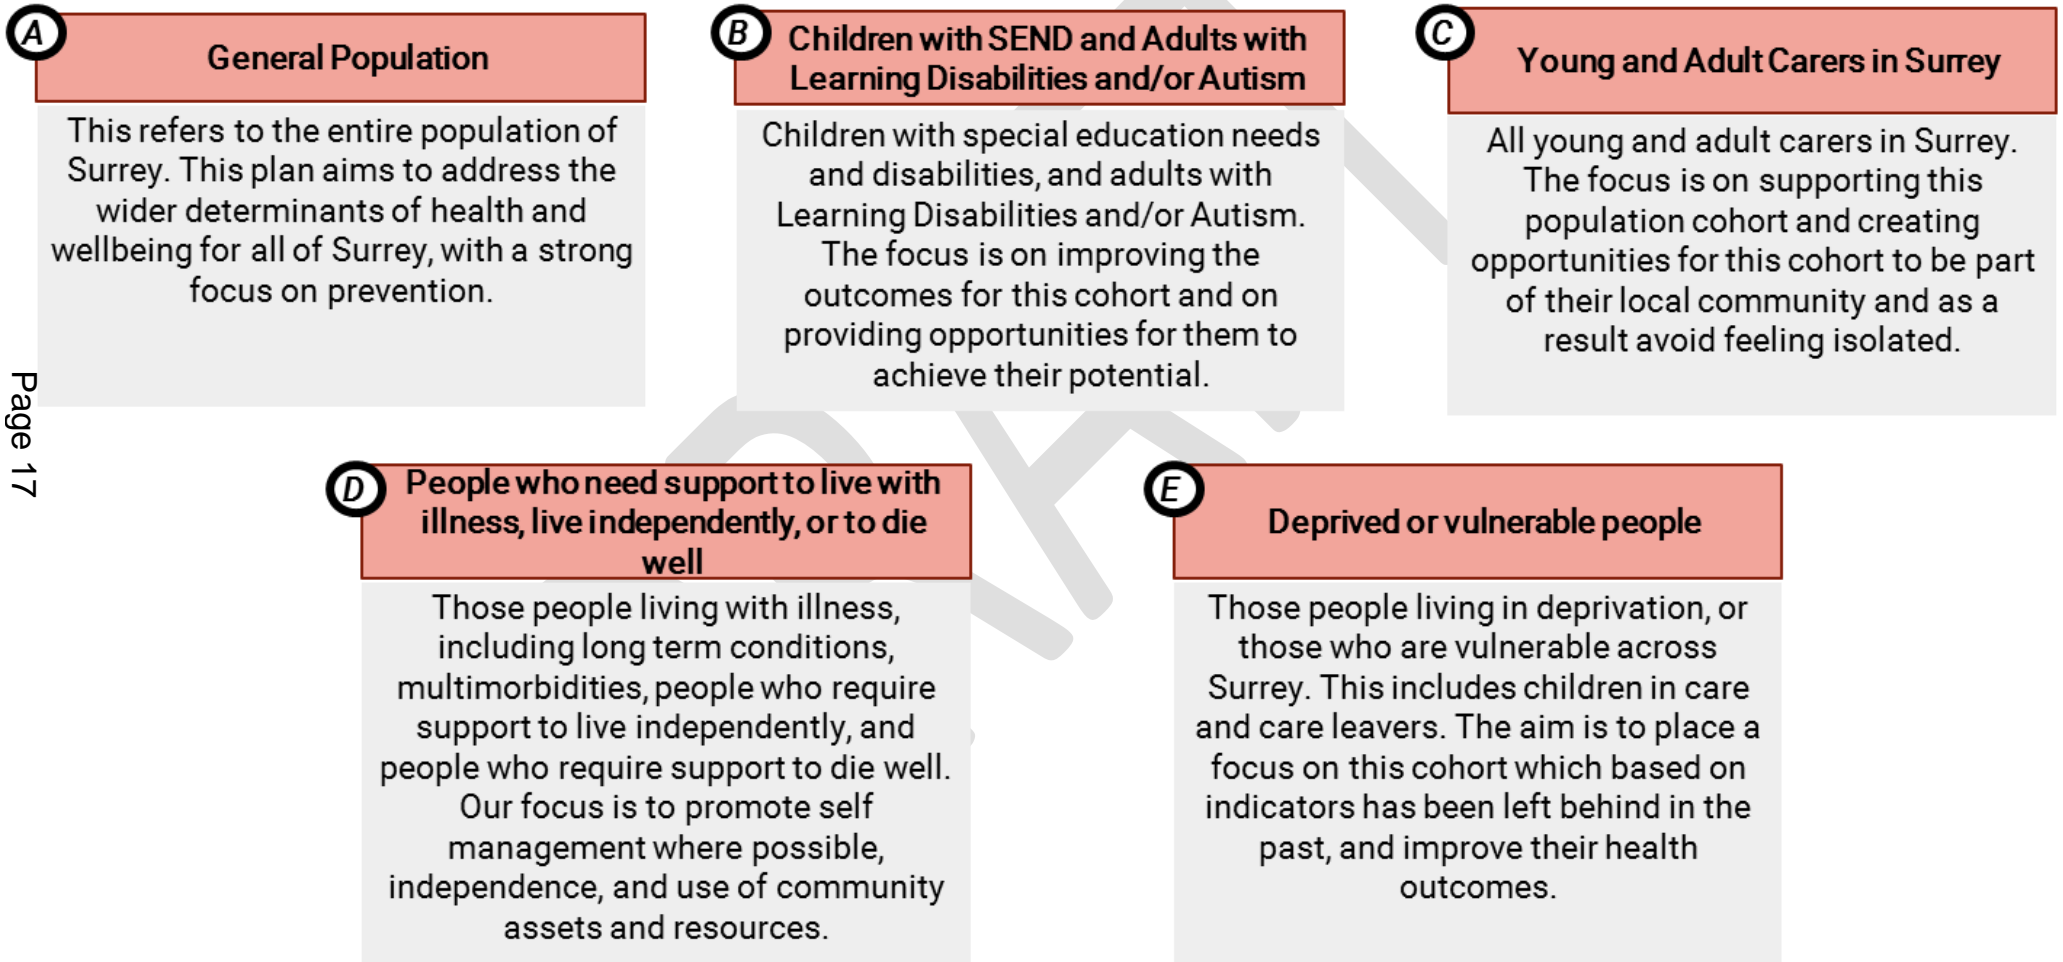 A
General Population
This refers to the entire population of
Surrey. This plan aims to address the
wider determinants of health and
wellbeing for all of Surrey, with a strong
focus on prevention.
B
Children with SEND and Adults with
Learning Disabilities and/or Autism
Children with special education needs
and disabilities, and adults with
Learning Disabilities and/or Autism.
The focus is on improving the
outcomes for this cohort and on
providing opportunities for them to
achieve their potential.
C
Young and Adult Carers in Surrey
All young and adult carers in Surrey.
The focus is on supporting this
population cohort and creating
opportunities for this cohort to be part
of their local community and as a
result avoid feeling isolated.
Page 17
D
People who need support to live with
illness, live independently, or to die
well
Those people living with illness,
including long term conditions,
multimorbidities, people who require
support to live independently, and
people who require support to die well.
Our focus is to promote self
management where possible,
independence, and use of community
assets and resources.
E
Deprived or vulnerable people
Those people living in deprivation, or
those who are vulnerable across
Surrey. This includes children in care
and care leavers. The aim is to place a
focus on this cohort which based on
indicators has been left behind in the
past, and improve their health
outcomes.